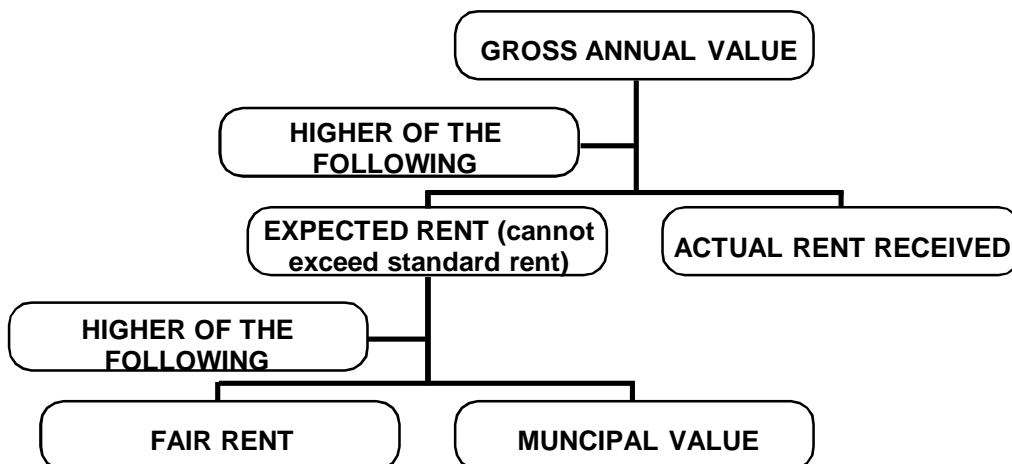 GROSS ANNUAL VALUE
HIGHER OF THE
FOLLOWING
EXPECTED RENT (cannot
exceed standard rent)
ACTUAL RENT RECEIVED
HIGHER OF THE
FOLLOWING
FAIR RENT
MUNCIPAL VALUE